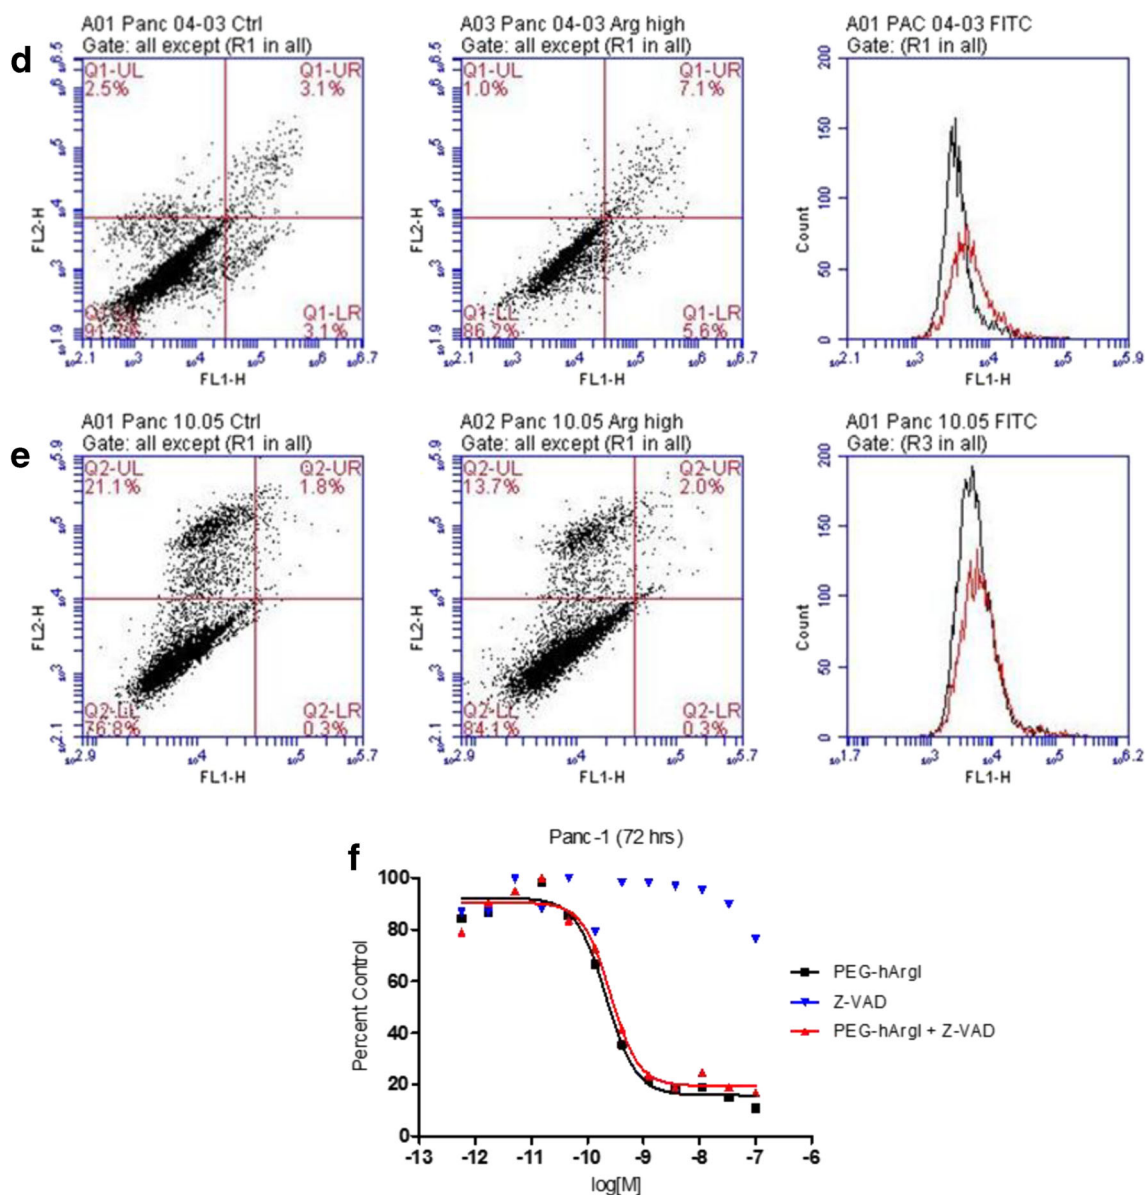 d
A01 Panc 04-03 Ctrl
Gate: all except (R1 in all)
Q1-UL
2.5%
Q1-UR
3.1%
Q1-LR
3.1%
FL2-H
FL1-H
A03 Panc 04-03 Arg high
Gate: all except (R1 in all)
Q1-UL
1.0%
Q1-UR
7.1%
Q1-LL
86.2%
Q1-LR
5.6%
FL2-H
FL1-H
A01 PAC 04-03 FITC
Gate: (R1 in all)
200
150
100
50
0
Count
FL1-H
e
A01 Panc 10.05 Ctrl
Gate: all except (R1 in all)
Q2-UL
21.1%
Q2-UR
1.8%
Q2-LL
76.8%
Q2-LR
0.3%
FL2-H
FL1-H
A02 Panc 10.05 Arg high
Gate: all except (R1 in all)
Q2-UL
13.7%
Q2-UR
2.0%
Q2-LL
84.1%
Q2-LR
0.3%
FL2-H
FL1-H
A01 Panc 10.05 FITC
Gate: (R3 in all)
200
150
100
50
0
Count
FL1-H
f
Panc-1 (72 hrs)
100
80
60
40
20
0
Percent Control
-13 -12 -11 -10 -9 -8 -7 -6
log[M]
PEG-hArgI
Z-VAD
PEG-hArgI + Z-VAD